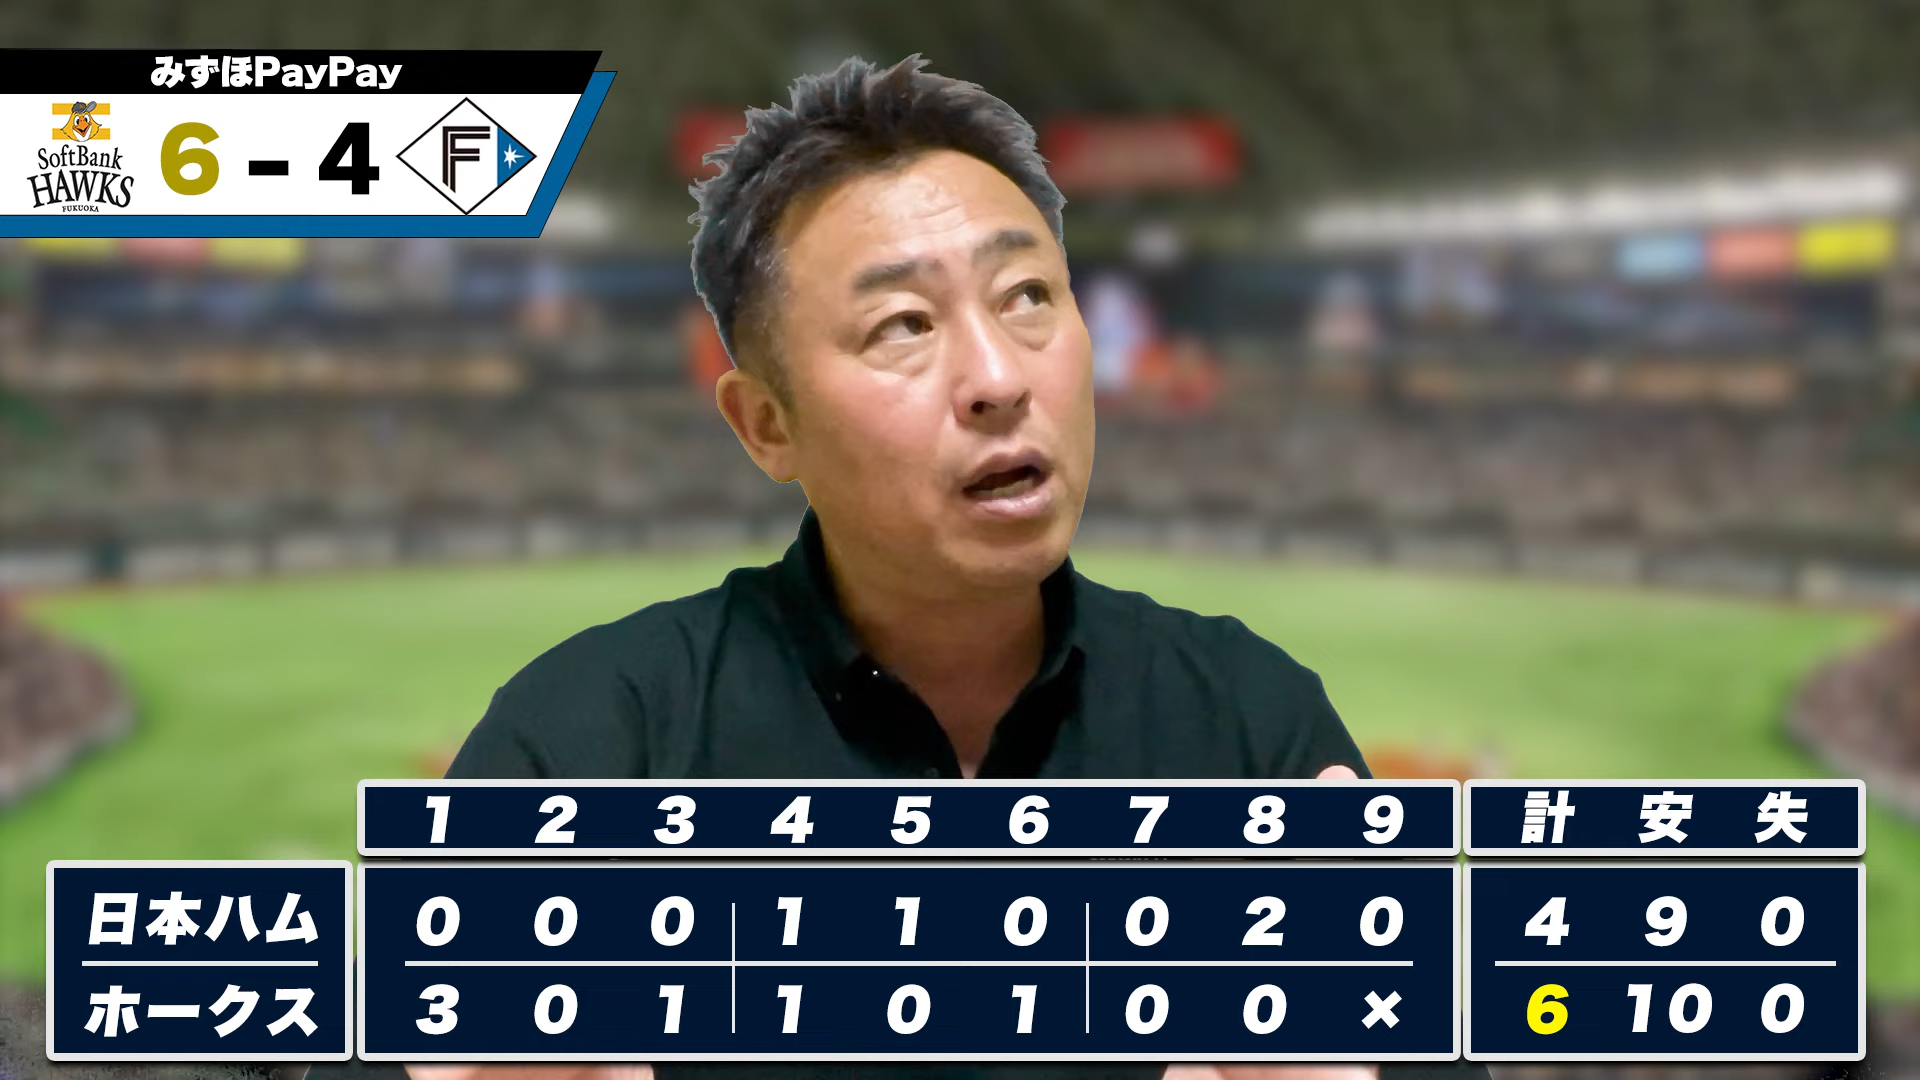 みずほPayPay
SoftBank
HAWKS
FUKUOKA
6 - 4
F
1 2 3 4 5 6 7 8 9 計 安 失
日本ハム 0 0 0 1 1 0 0 2 0 4 9 0
ホークス 3 0 1 1 0 1 0 0 × 6 10 0